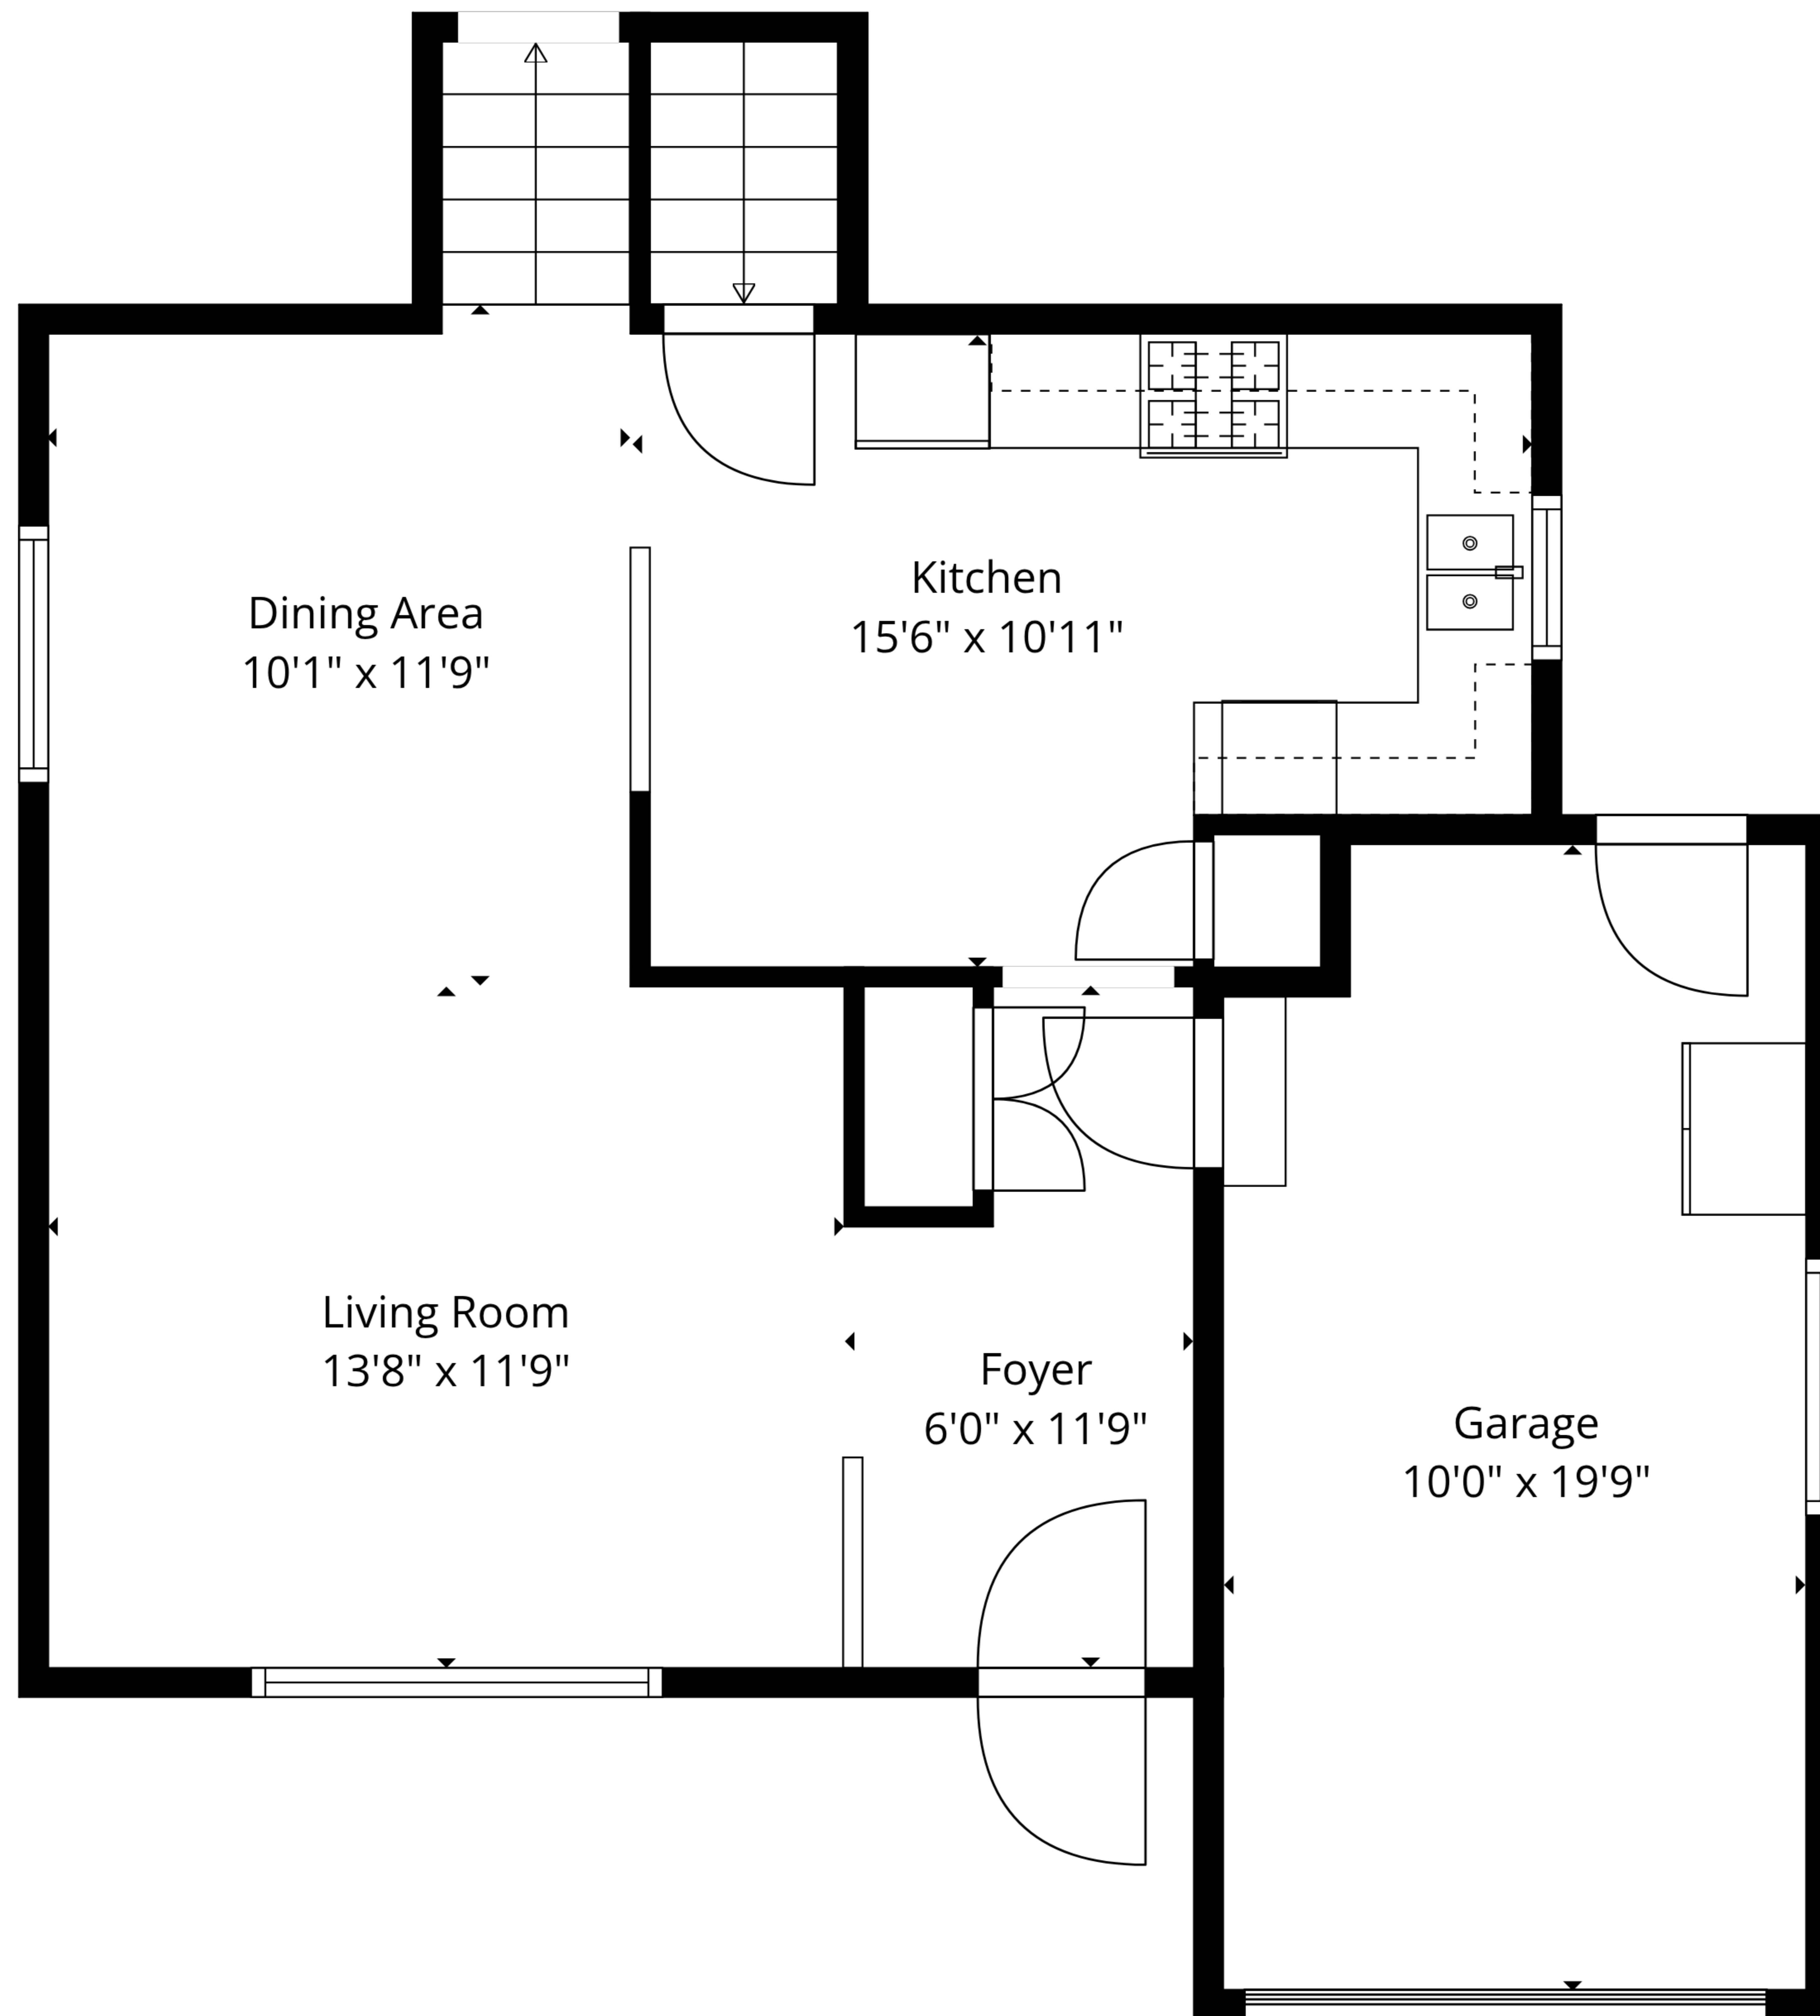 Kitchen
15'6" x 10'11"
Dining Area
10'1" x 11'9"
Living Room
13'8" x 11'9"
Foyer
6'0" x 11'9"
Garage
10'0" x 19'9"